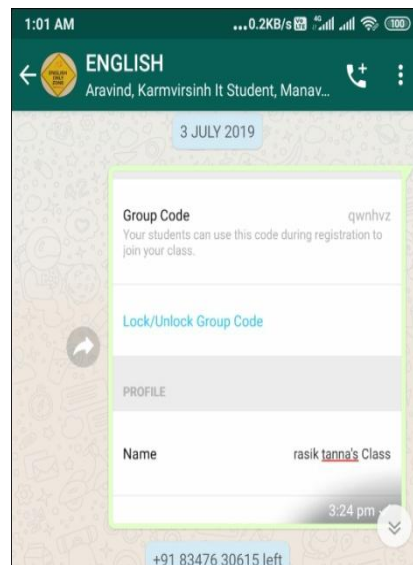 1:01 AM
...0.2KB/s 4G 100
ENGLISH
Aravind, Karmvirsinh It Student, Manav...
3 JULY 2019
Group Code qwnhvz
Your students can use this code during registration to
join your class.
Lock/Unlock Group Code
PROFILE
Name rasik tanna's Class
3:24 pm
+91 83476 30615 left